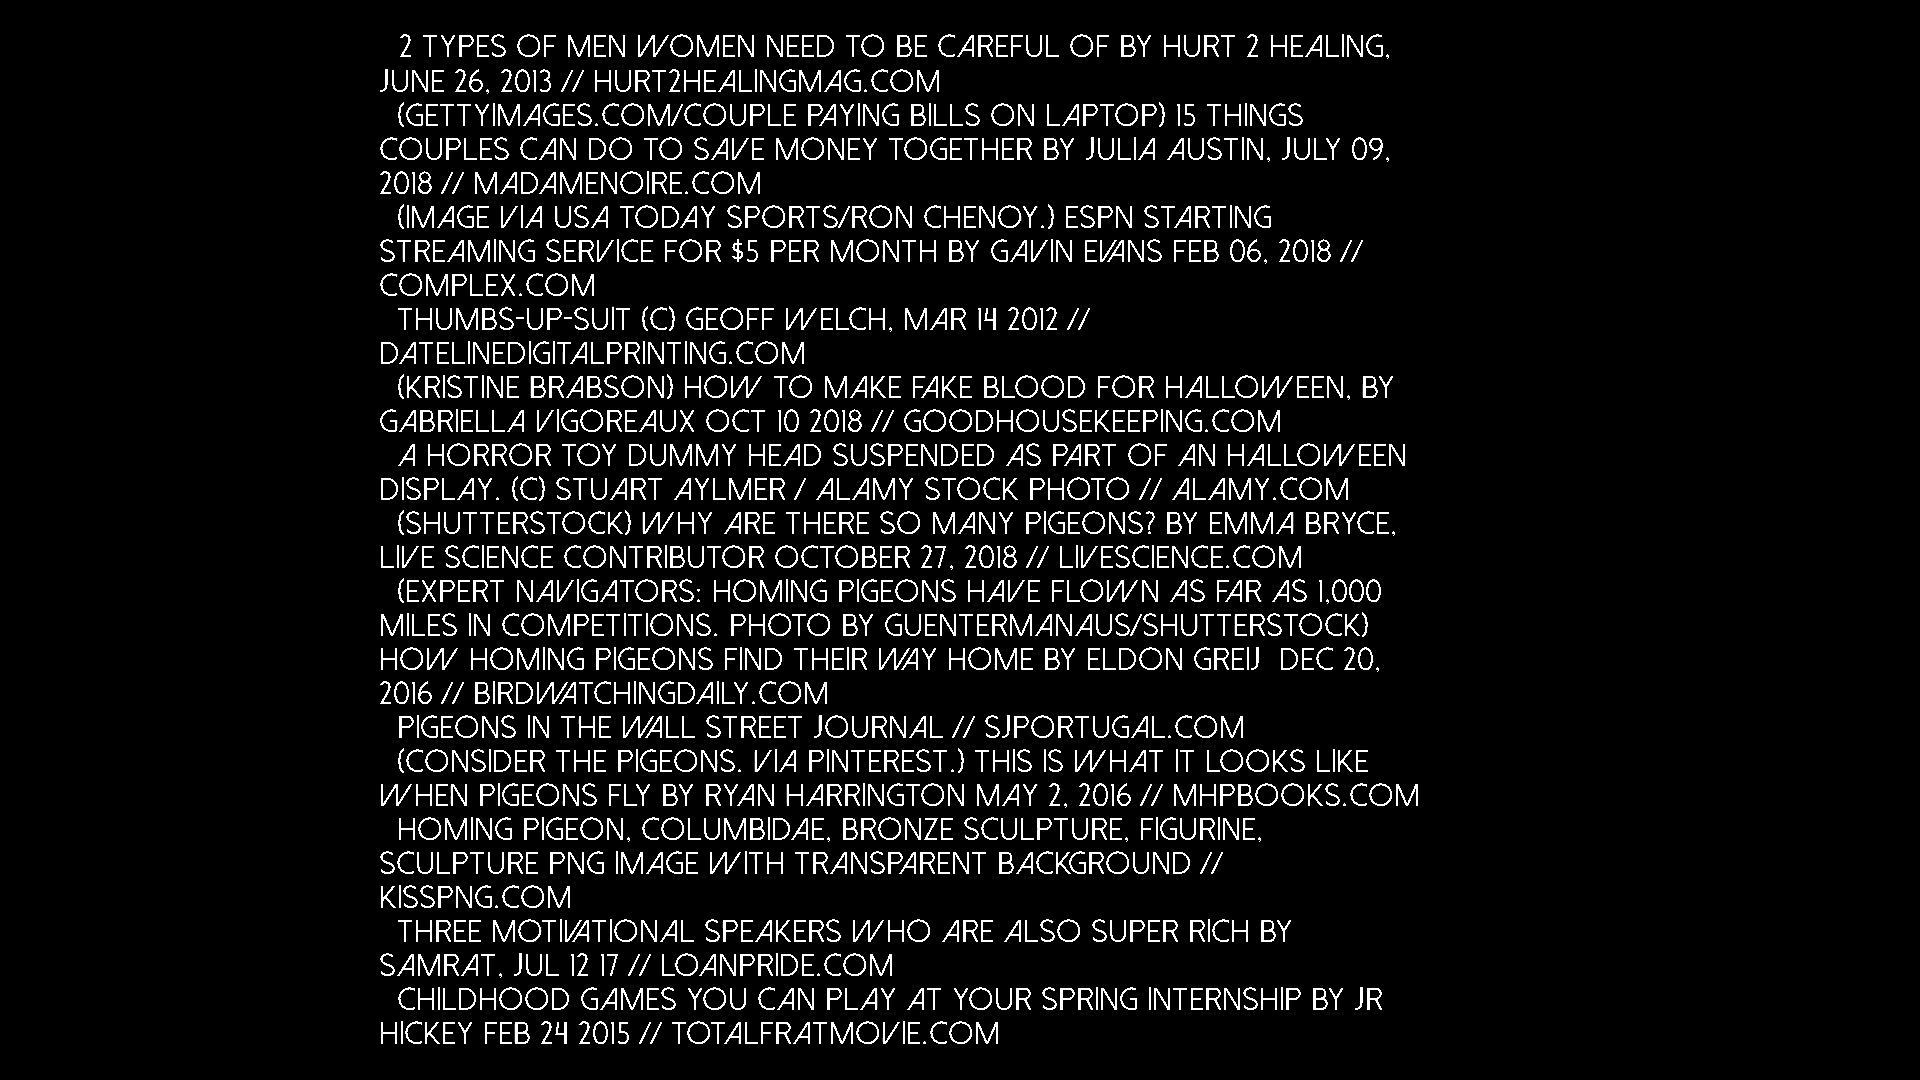 2 TYPES OF MEN WOMEN NEED TO BE CAREFUL OF BY HURT 2 HEALING,
JUNE 26, 2013 // HURT2HEALINGMAG.COM
(GETTYIMAGES.COM/COUPLE PAYING BILLS ON LAPTOP) 15 THINGS
COUPLES CAN DO TO SAVE MONEY TOGETHER BY JULIA AUSTIN, JULY 09,
2018 // MADAMENOIRE.COM
(IMAGE VIA USA TODAY SPORTS/RON CHENOY.) ESPN STARTING
STREAMING SERVICE FOR $5 PER MONTH BY GAVIN EVANS FEB 06, 2018 //
COMPLEX.COM
THUMBS-UP-SUIT (C) GEOFF WELCH, MAR 14 2012 //
DATELINEDIGITALPRINTING.COM
(KRISTINE BRABSON) HOW TO MAKE FAKE BLOOD FOR HALLOWEEN, BY
GABRIELLA VIGOREAUX OCT 10 2018 // GOODHOUSEKEEPING.COM
A HORROR TOY DUMMY HEAD SUSPENDED AS PART OF AN HALLOWEEN
DISPLAY. (C) STUART AYLMER / ALAMY STOCK PHOTO // ALAMY.COM
(SHUTTERSTOCK) WHY ARE THERE SO MANY PIGEONS? BY EMMA BRYCE,
LIVE SCIENCE CONTRIBUTOR OCTOBER 27, 2018 // LIVESCIENCE.COM
(EXPERT NAVIGATORS: HOMING PIGEONS HAVE FLOWN AS FAR AS 1,000
MILES IN COMPETITIONS. PHOTO BY GUENTERMANAUS/SHUTTERSTOCK)
HOW HOMING PIGEONS FIND THEIR WAY HOME BY ELDON GREIJ  DEC 20,
2016 // BIRDWATCHINGDAILY.COM
PIGEONS IN THE WALL STREET JOURNAL // SJPORTUGAL.COM
(CONSIDER THE PIGEONS. VIA PINTEREST.) THIS IS WHAT IT LOOKS LIKE
WHEN PIGEONS FLY BY RYAN HARRINGTON MAY 2, 2016 // MHPBOOKS.COM
HOMING PIGEON, COLUMBIDAE, BRONZE SCULPTURE, FIGURINE,
SCULPTURE PNG IMAGE WITH TRANSPARENT BACKGROUND //
KISSPNG.COM
THREE MOTIVATIONAL SPEAKERS WHO ARE ALSO SUPER RICH BY
SAMRAT, JUL 12 17 // LOANPRIDE.COM
CHILDHOOD GAMES YOU CAN PLAY AT YOUR SPRING INTERNSHIP BY JR
HICKEY FEB 24 2015 // TOTALFRATMOVIE.COM